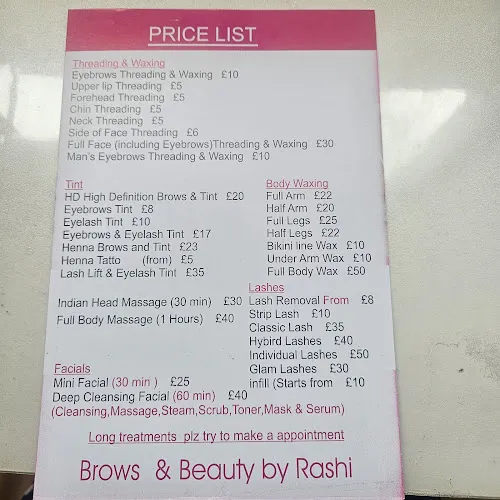 PRICE LIST
Threading & Waxing
Eyebrows Threading & Waxing £10
Upper lip Threading £5
Forehead Threading £5
Chin Threading £5
Neck Threading £5
Side of Face Threading £6
Full Face (including Eyebrows)Threading & Waxing £30
Man's Eyebrows Threading & Waxing £10
Tint
HD High Definition Brows & Tint £20
Eyebrows Tint £8
Eyelash Tint £10
Eyebrows & Eyelash Tint £17
Henna Brows and Tint £23
Henna Tatto (from) £5
Lash Lift & Eyelash Tint £35
Body Waxing
Full Arm £22
Half Arm £20
Full Legs £25
Half Legs £22
Bikini line Wax £10
Under Arm Wax £10
Full Body Wax £50
Indian Head Massage (30 min) £30
Full Body Massage (1 Hours) £40
Lashes
Lash Removal From £8
Strip Lash £10
Classic Lash £35
Hybird Lashes £40
Individual Lashes £50
Glam Lashes £30
infill (Starts from £10
Facials
Mini Facial (30 min ) £25
Deep Cleansing Facial (60 min) £40
(Cleansing,Massage,Steam,Scrub,Toner,Mask & Serum)
Long treatments plz try to make a appointment
Brows & Beauty by Rashi